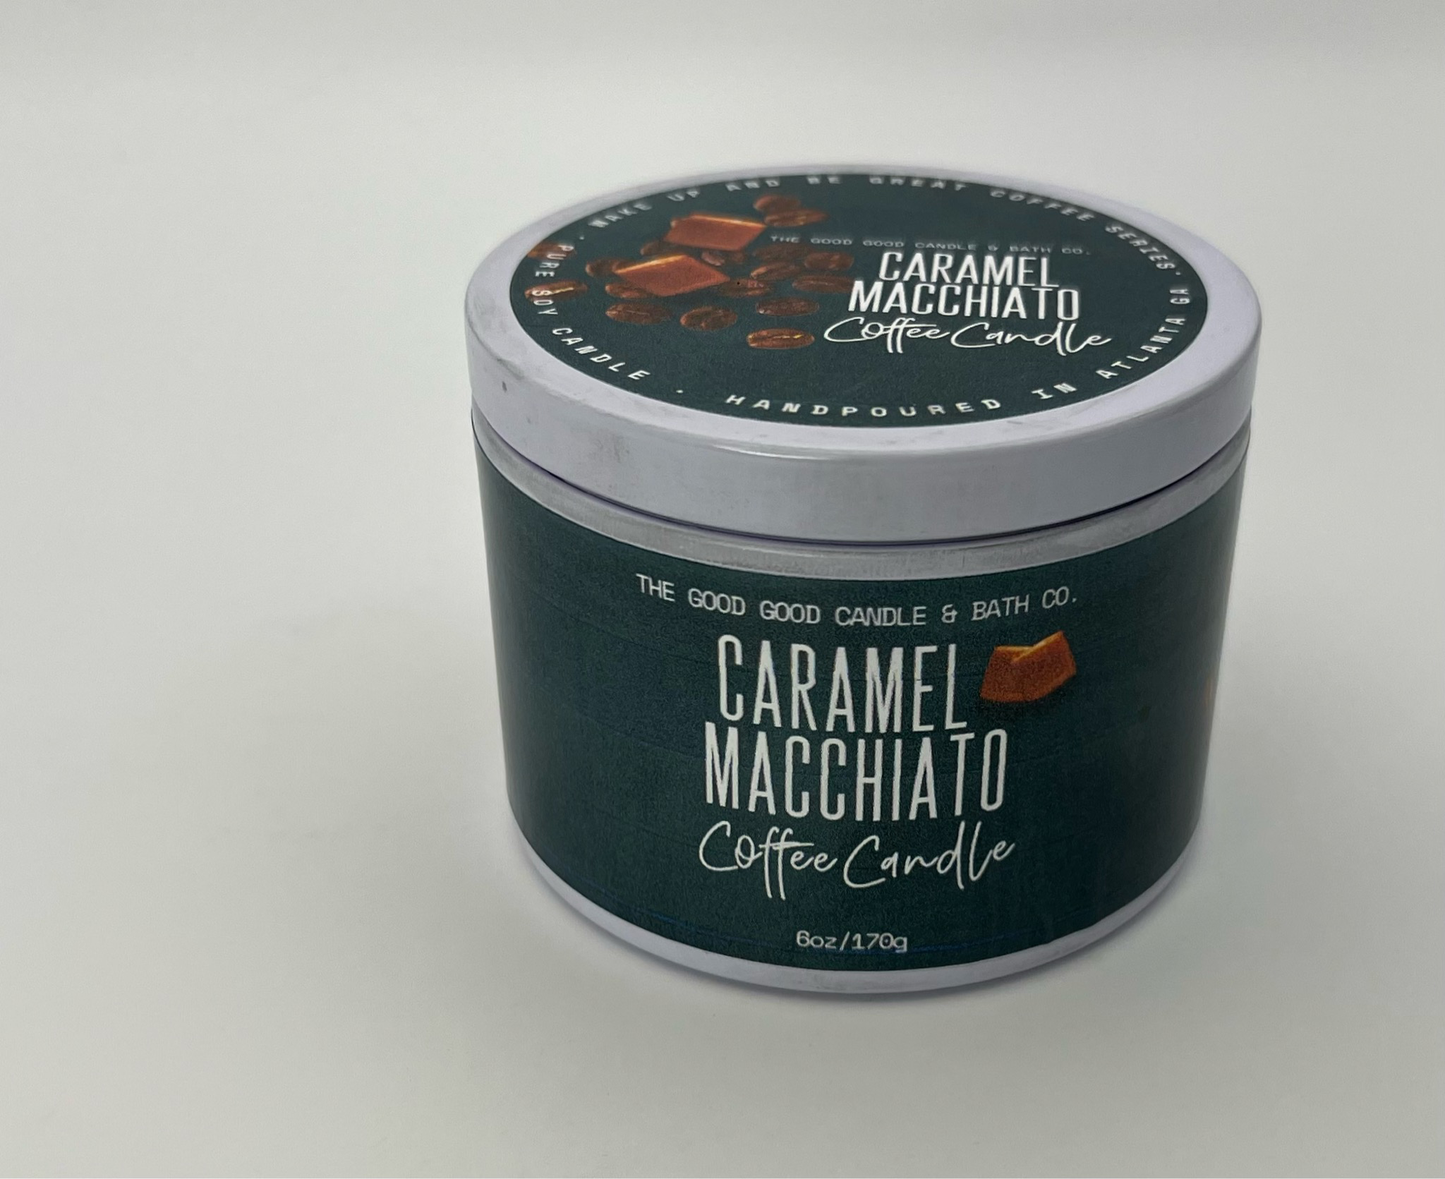 · WAKE UP AND BE GREAT COFFEE SERIES'
THE GOOD GOOD CANDLE & BATH CO.
CARAMEL
MACCHIATO
Coffee Candle
PURE SOY CANDLE · HANDPOURED IN ATLANTA GA
THE GOOD GOOD CANDLE & BATH CO.
CARAMEL
MACCHIATO
Coffee Candle
6oz/170g